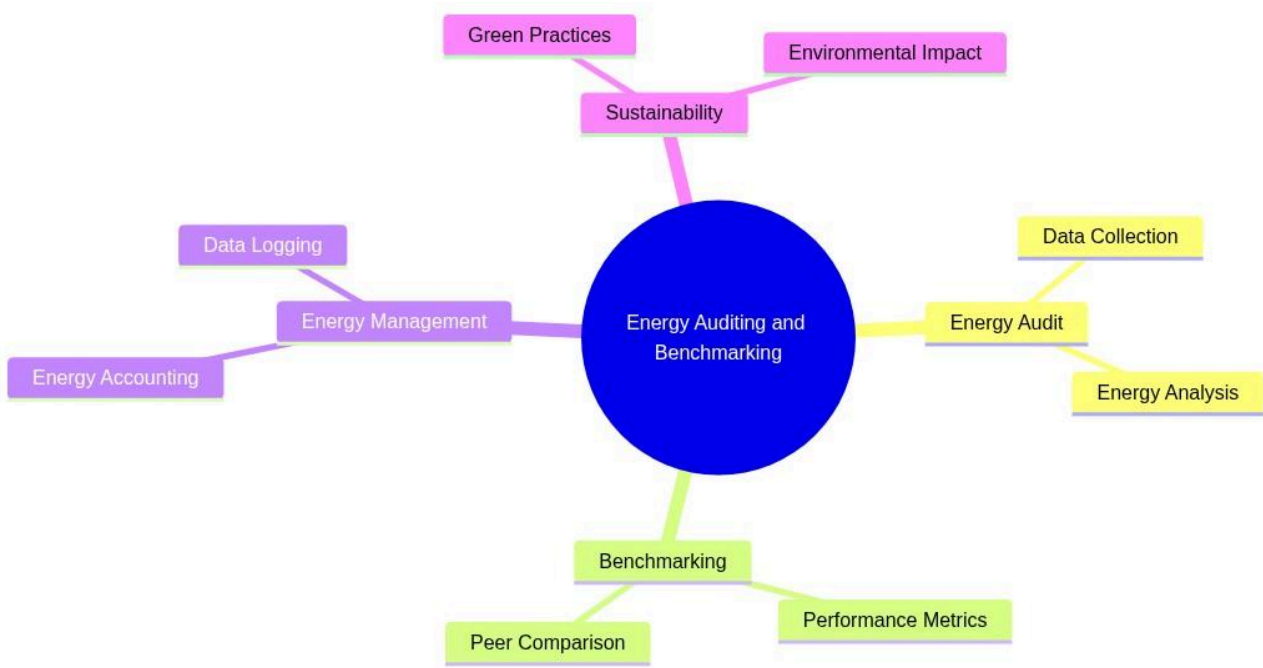 Green Practices
Environmental Impact
Sustainability
Data Logging
Data Collection
Energy Management
Energy Auditing and
Benchmarking
Energy Audit
Energy Accounting
Energy Analysis
Benchmarking
Performance Metrics
Peer Comparison